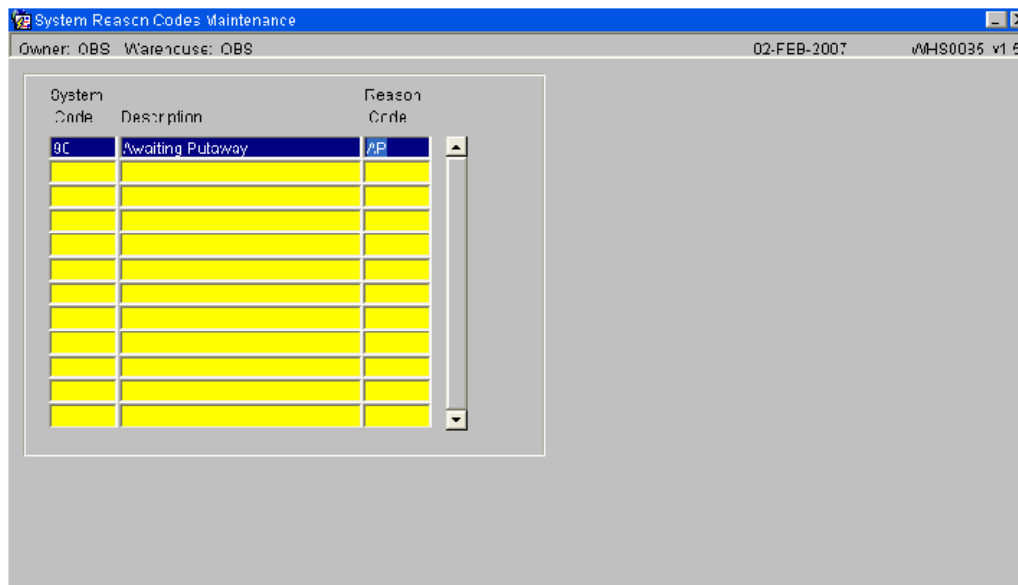 System Reason Codes Maintenance
Owner: OBS Warehouse: OBS 02-FEB-2007 WHS0035 v1
System Reason
Code Description Code
90 Awaiting Putaway AP